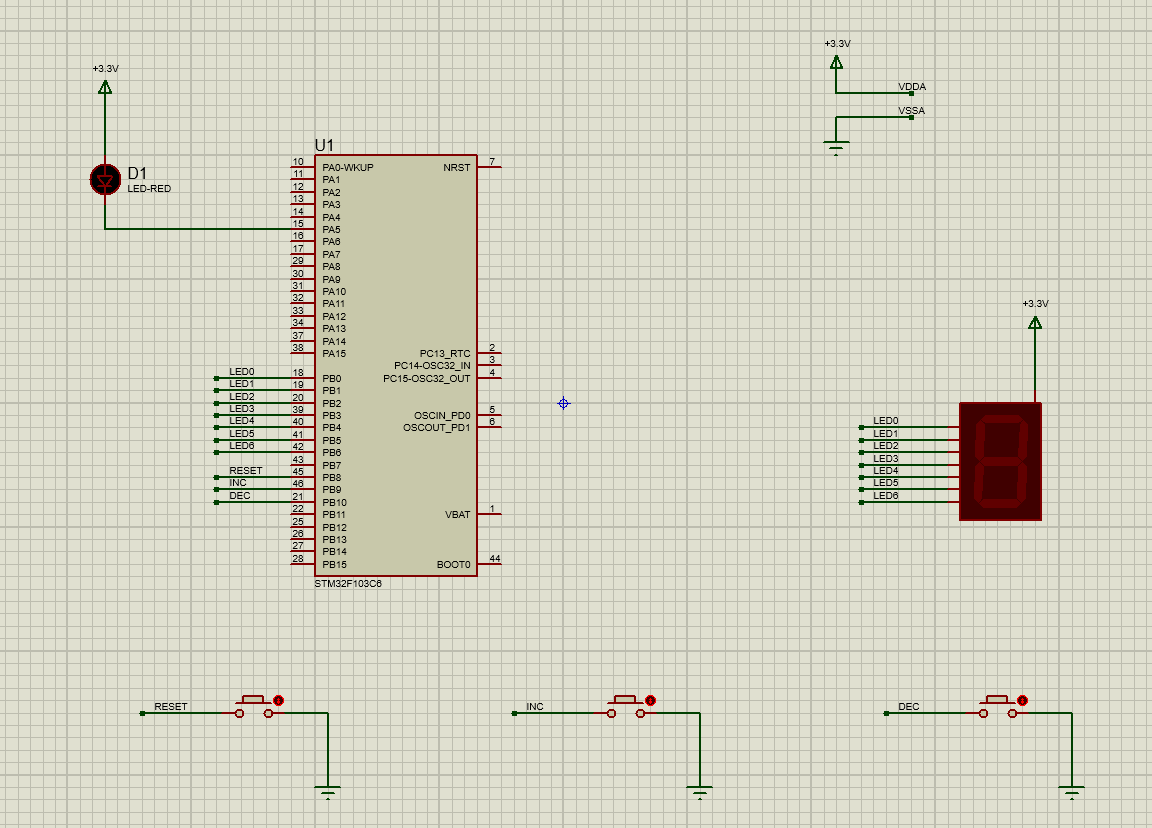 +3.3V
+3.3V
VDDA
VSSA
D1
LED-RED
U1
10 PA0-WKUP NRST 7
11 PA1
12 PA2
13 PA3
14 PA4
15 PA5
16 PA6
17 PA7
29 PA8
30 PA9
31 PA10
32 PA11
33 PA12
34 PA13
37 PA14
38 PA15 PC13_RTC 2
PC14-OSC32_IN 3
LED0 18 PB0 PC15-OSC32_OUT 4
LED1 19 PB1
LED2 20 PB2
LED3 39 PB3 OSCIN_PD0 5
LED4 40 PB4 OSCOUT_PD1 6
LED5 41 PB5
LED6 42 PB6
43 PB7
RESET 45 PB8
INC 46 PB9
DEC 21 PB10
22 PB11 VBAT 1
25 PB12
26 PB13
27 PB14
28 PB15 BOOT0 44
STM32F103C6
+3.3V
LED0
LED1
LED2
LED3
LED4
LED5
LED6
RESET
INC
DEC